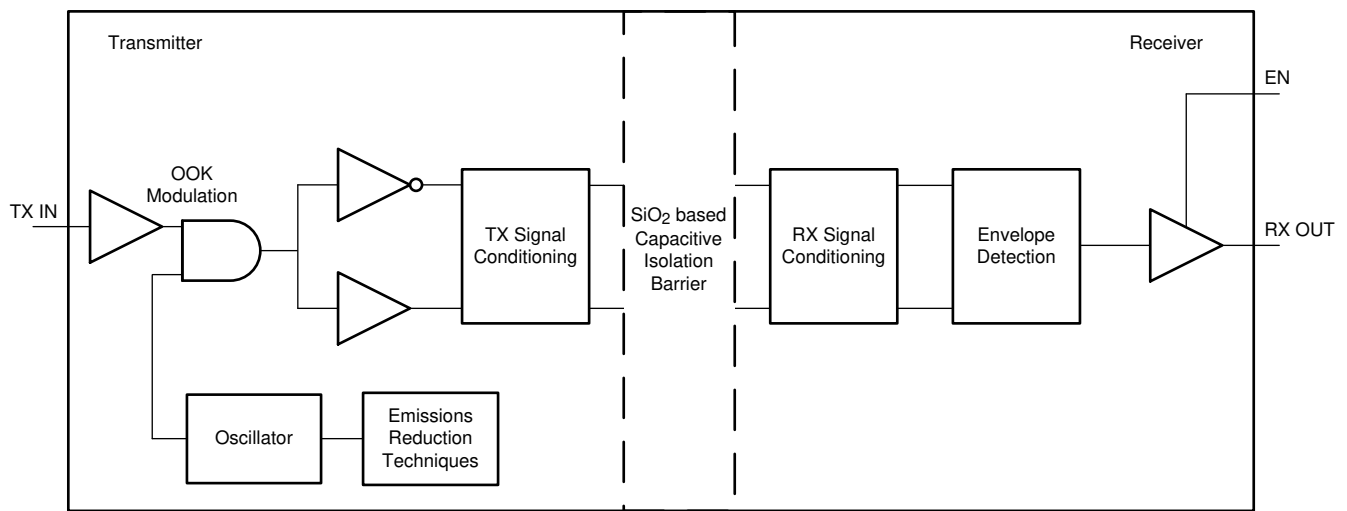 Transmitter
Receiver
EN
OOK
Modulation
TX IN
TX Signal
Conditioning
SiO2 based
Capacitive
Isolation
Barrier
RX Signal
Conditioning
Envelope
Detection
RX OUT
Oscillator
Emissions
Reduction
Techniques